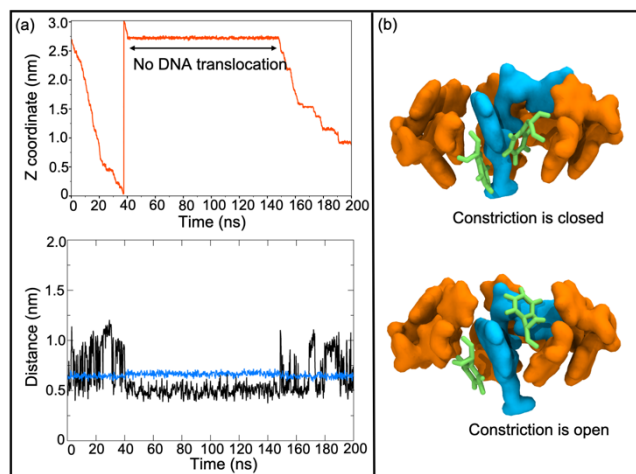 (a)
Z coordinate (nm)
3.0
2.5
2.0
1.5
1.0
0.5
0
No DNA translocation
0 20 40 60 80 100 120 140 160 180 200
Time (ns)
Distance (nm)
2.0
1.5
1.0
0.5
0
0 20 40 60 80 100 120 140 160 180 200
Time (ns)
(b)
Constriction is closed
Constriction is open